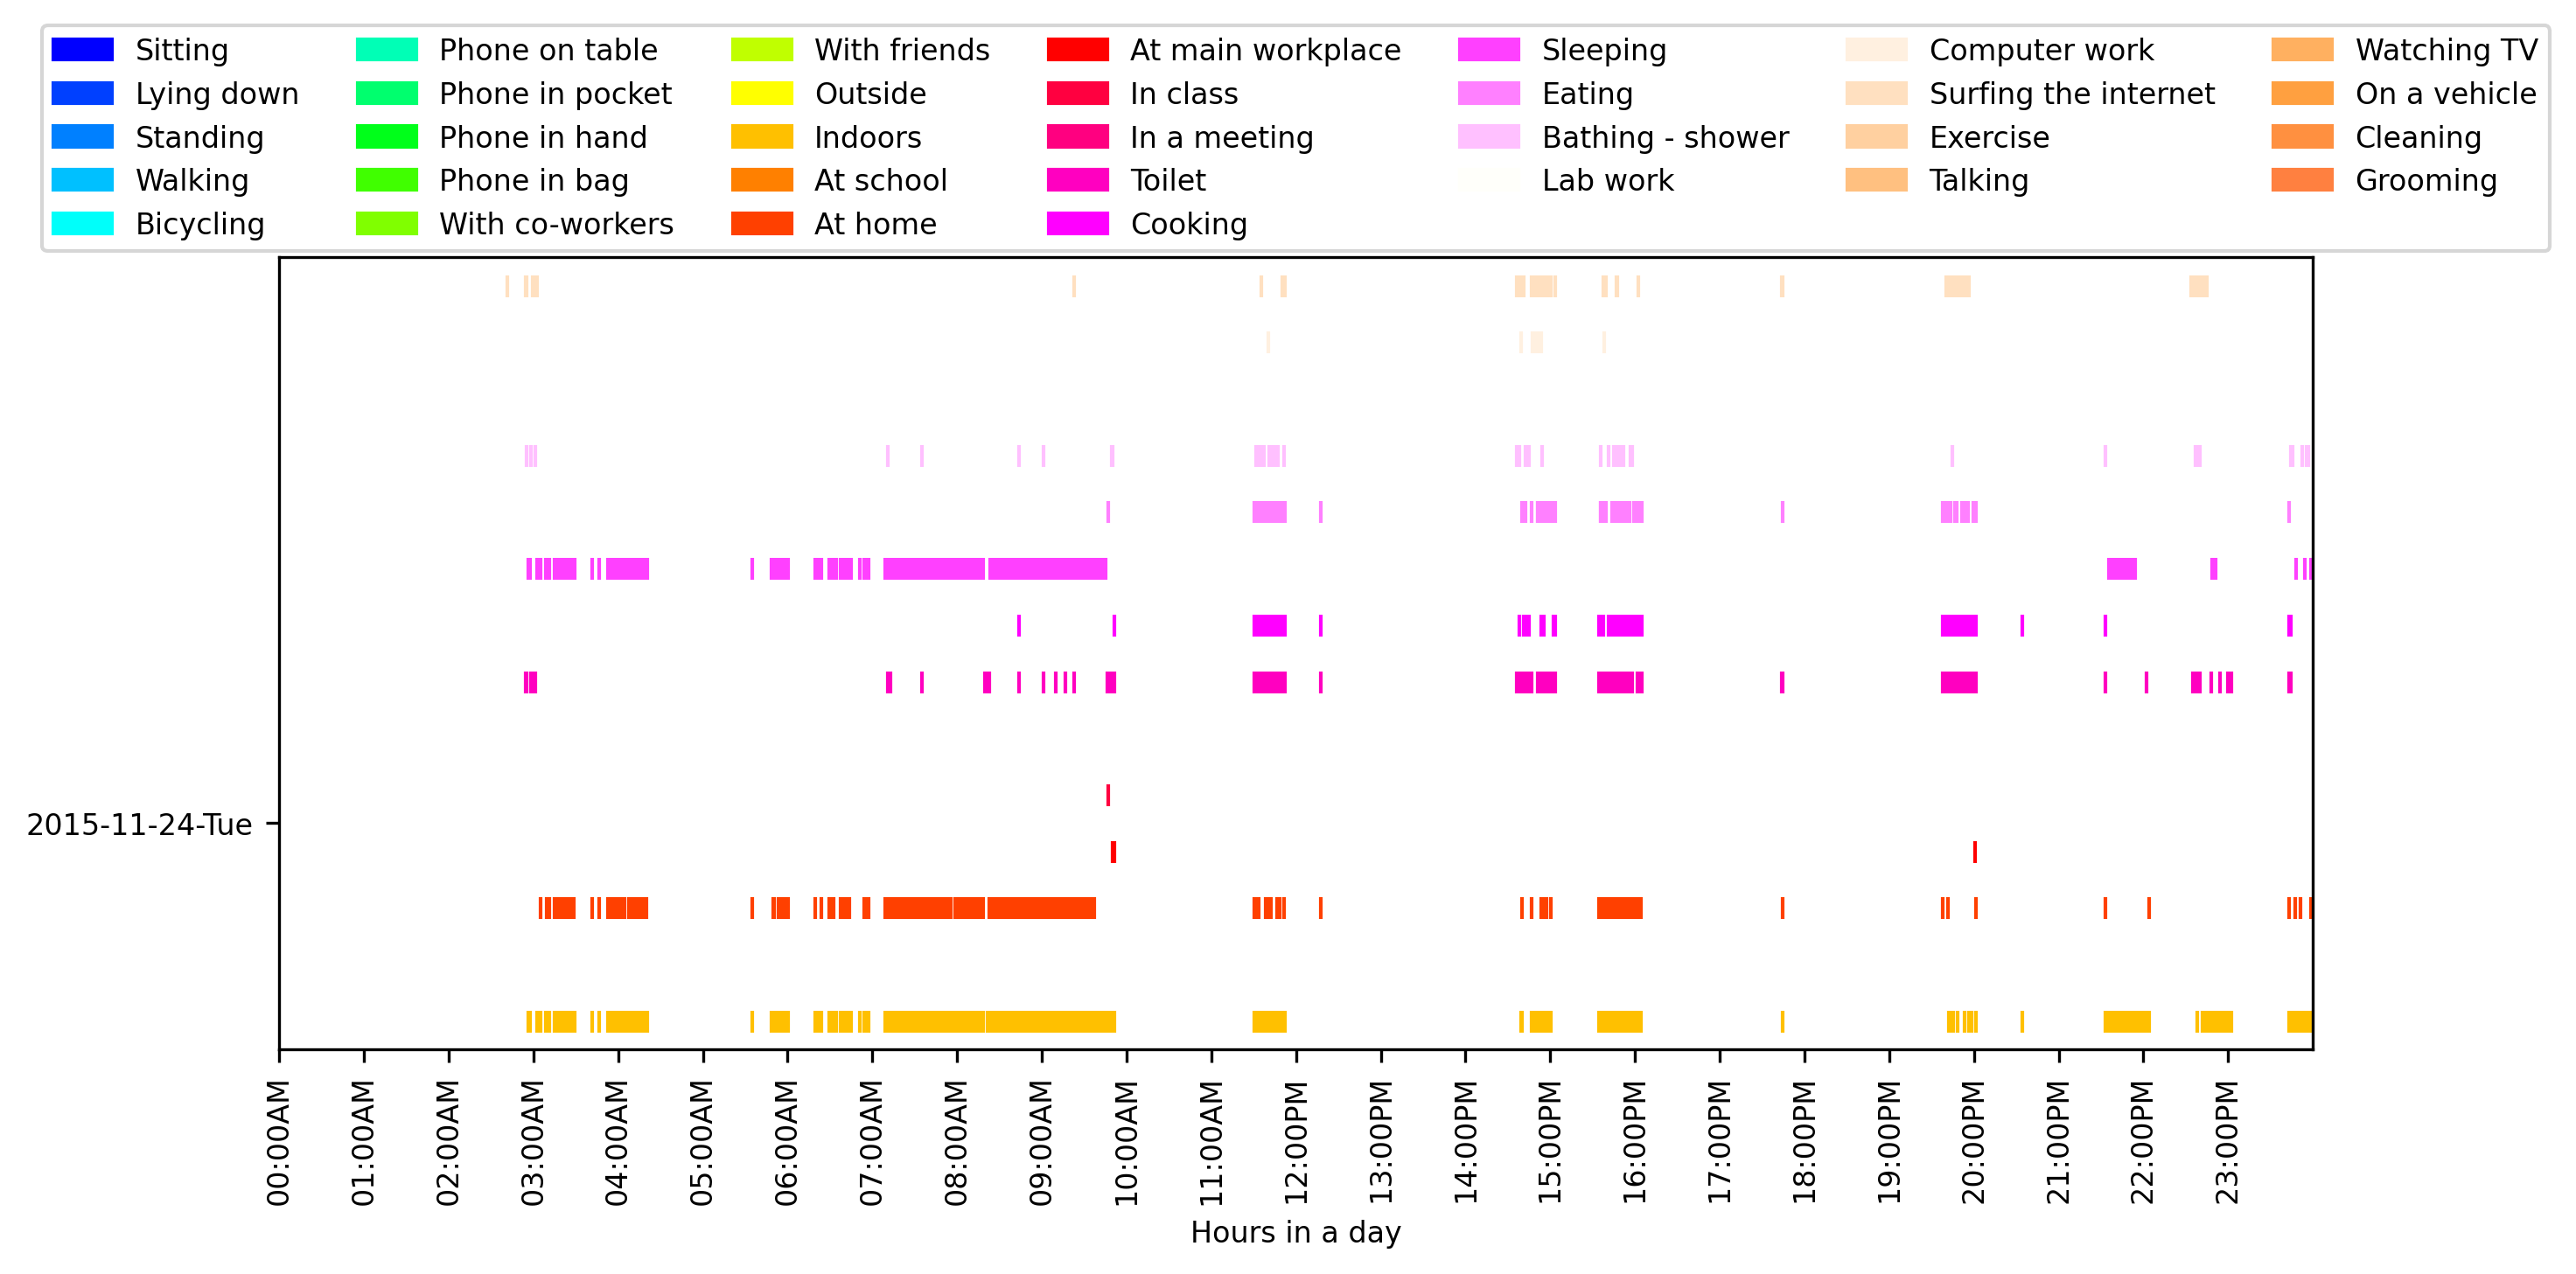 Sitting
Lying down
Standing
Walking
Bicycling
Phone on table
Phone in pocket
Phone in hand
Phone in bag
With co-workers
With friends
Outside
Indoors
At school
At home
At main workplace
In class
In a meeting
Toilet
Cooking
Sleeping
Eating
Bathing - shower
Lab work
Computer work
Surfing the internet
Exercise
Talking
Watching TV
On a vehicle
Cleaning
Grooming
2015-11-24-Tue
00:00AM
01:00AM
02:00AM
03:00AM
04:00AM
05:00AM
06:00AM
07:00AM
08:00AM
09:00AM
10:00AM
11:00AM
12:00PM
13:00PM
14:00PM
15:00PM
16:00PM
17:00PM
18:00PM
19:00PM
20:00PM
21:00PM
22:00PM
23:00PM
Hours in a day